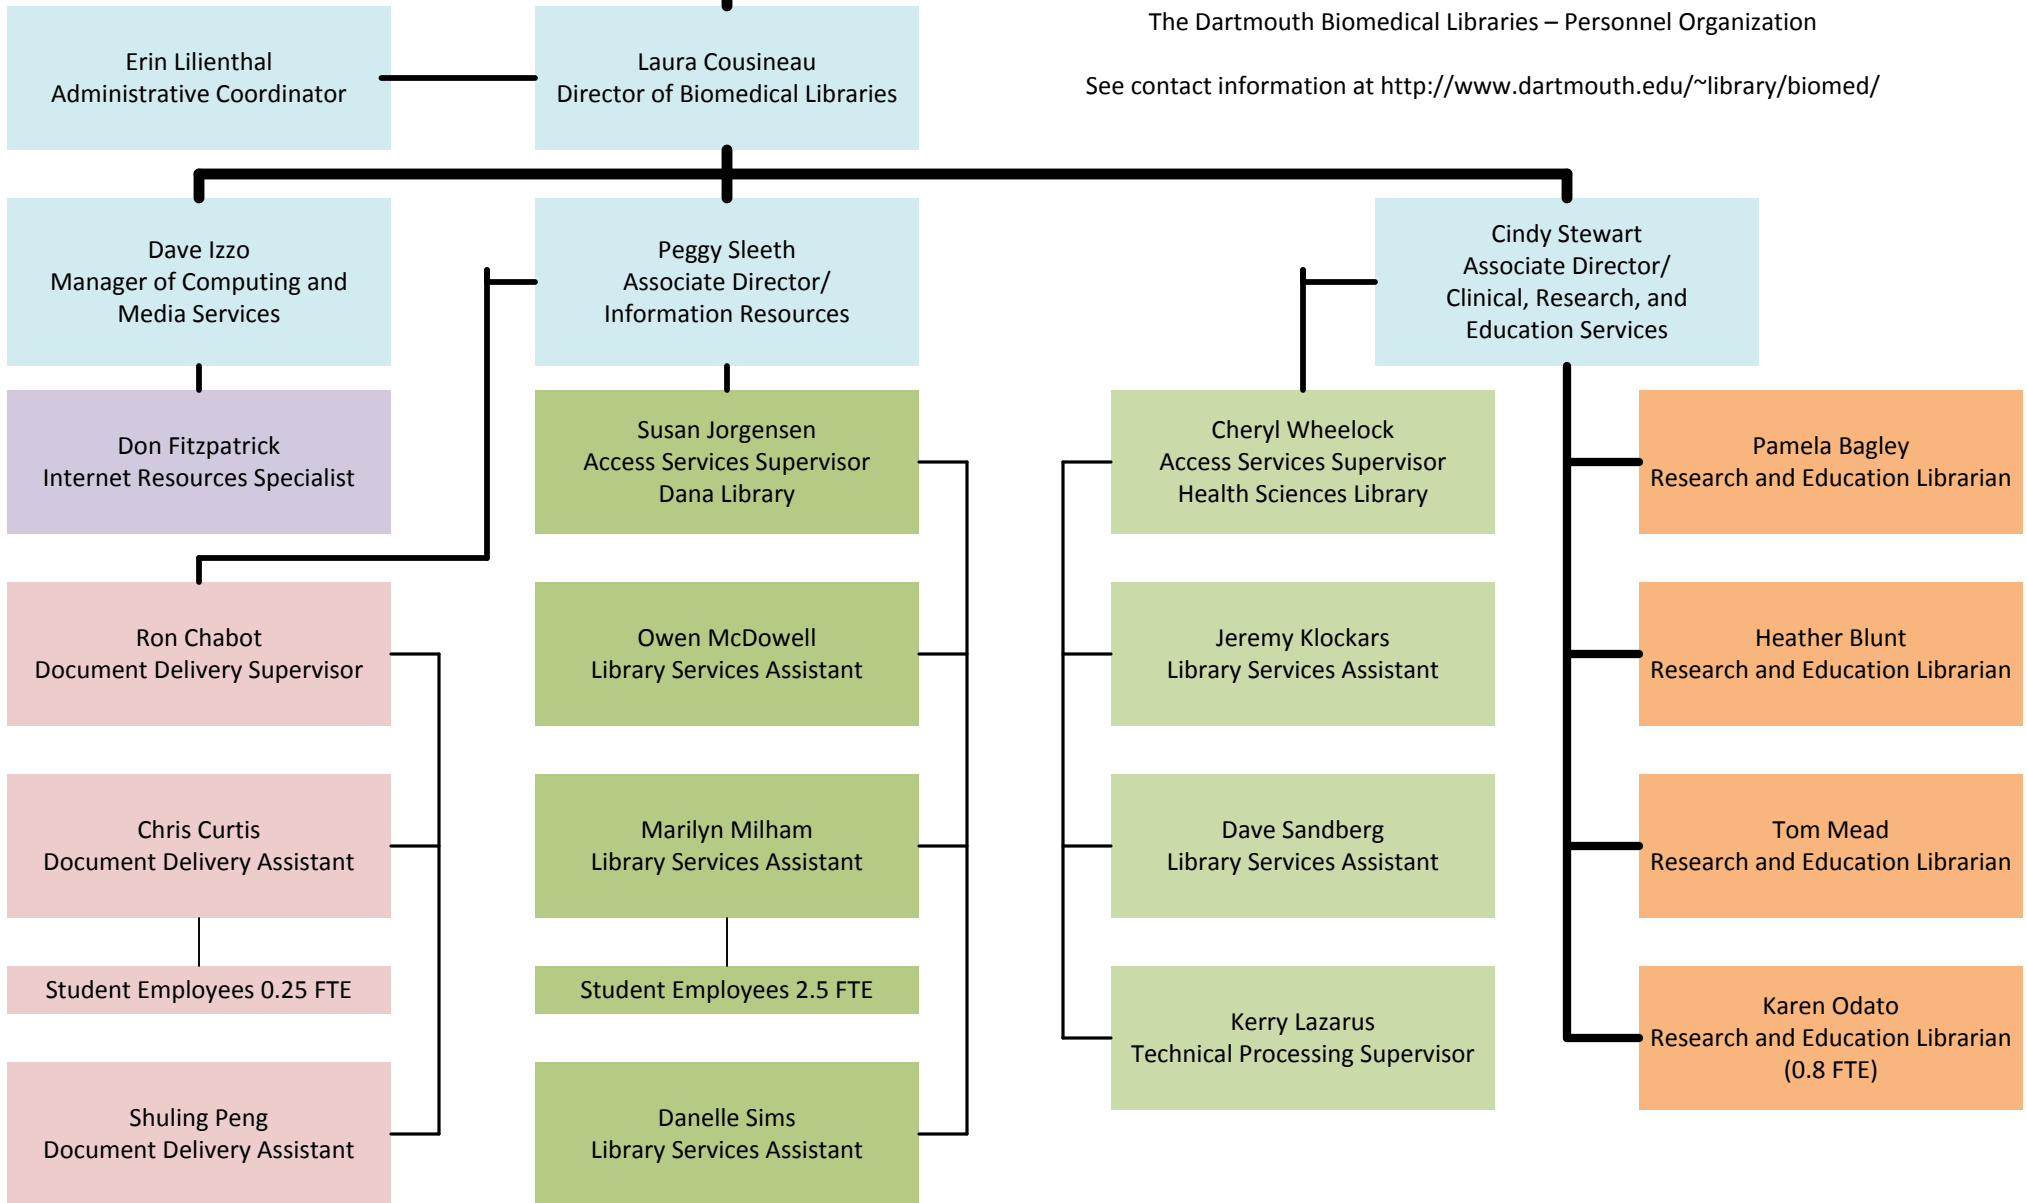 The Dartmouth Biomedical Libraries – Personnel Organization
See contact information at http://www.dartmouth.edu/~library/biomed/
Erin Lilienthal
Administrative Coordinator
Laura Cousineau
Director of Biomedical Libraries
Dave Izzo
Manager of Computing and
Media Services
Peggy Sleeth
Associate Director/
Information Resources
Cindy Stewart
Associate Director/
Clinical, Research, and
Education Services
Don Fitzpatrick
Internet Resources Specialist
Susan Jorgensen
Access Services Supervisor
Dana Library
Cheryl Wheelock
Access Services Supervisor
Health Sciences Library
Pamela Bagley
Research and Education Librarian
Ron Chabot
Document Delivery Supervisor
Owen McDowell
Library Services Assistant
Jeremy Klockars
Library Services Assistant
Heather Blunt
Research and Education Librarian
Chris Curtis
Document Delivery Assistant
Marilyn Milham
Library Services Assistant
Dave Sandberg
Library Services Assistant
Tom Mead
Research and Education Librarian
Student Employees 0.25 FTE
Student Employees 2.5 FTE
Kerry Lazarus
Technical Processing Supervisor
Karen Odato
Research and Education Librarian
(0.8 FTE)
Shuling Peng
Document Delivery Assistant
Danelle Sims
Library Services Assistant